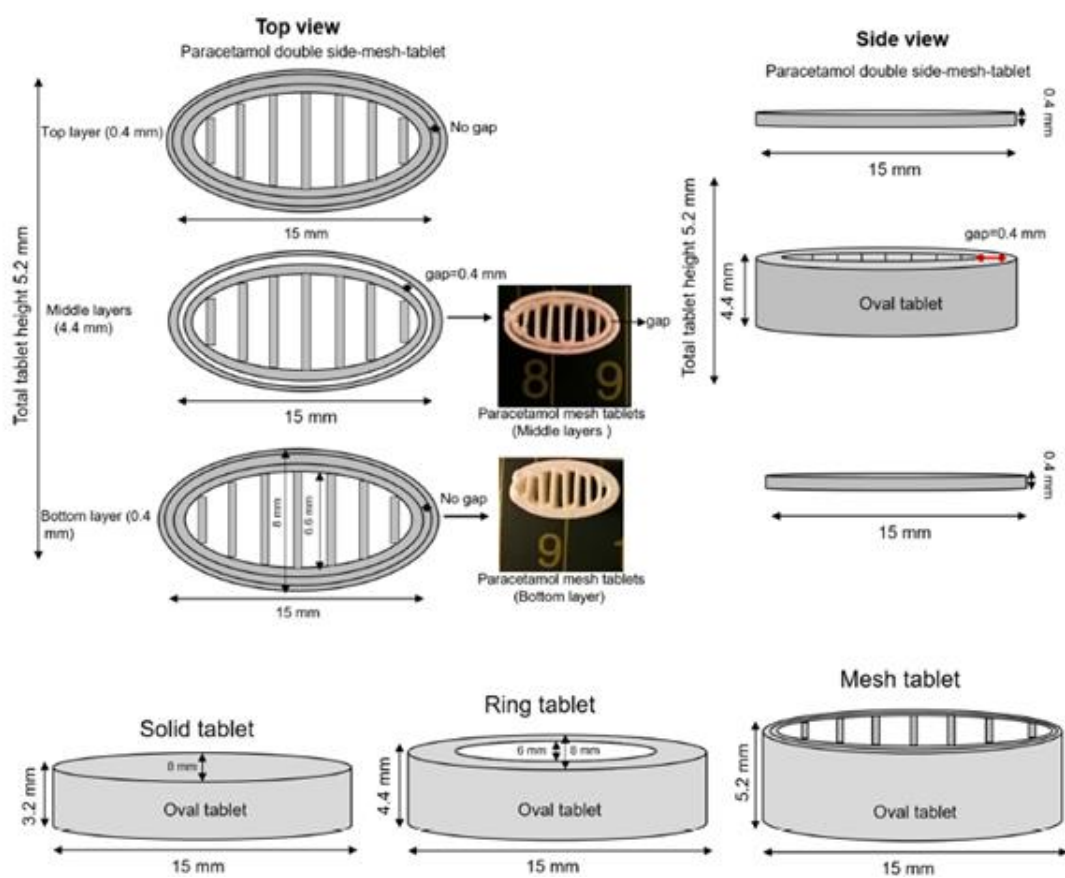 Top view
Paracetamol double side-mesh-tablet
Total tablet height 5.2 mm
Top layer (0.4 mm)
No gap
15 mm
gap=0.4 mm
Middle layers
(4.4 mm)
15 mm
gap
8 9
Paracetamol mesh tablets
(Middle layers )
Bottom layer (0.4
mm)
8 mm
6.6 mm
No gap
15 mm
9 1
Paracetamol mesh tablets
(Bottom layer)
Side view
Paracetamol double side-mesh-tablet
0.4 mm
15 mm
Total tablet height 5.2 mm
gap=0.4 mm
4.4 mm
Oval tablet
0.4 mm
15 mm
Solid tablet
8 mm
3.2 mm
Oval tablet
15 mm
Ring tablet
6 mm
8 mm
4.4 mm
Oval tablet
15 mm
Mesh tablet
5.2 mm
Oval tablet
15 mm